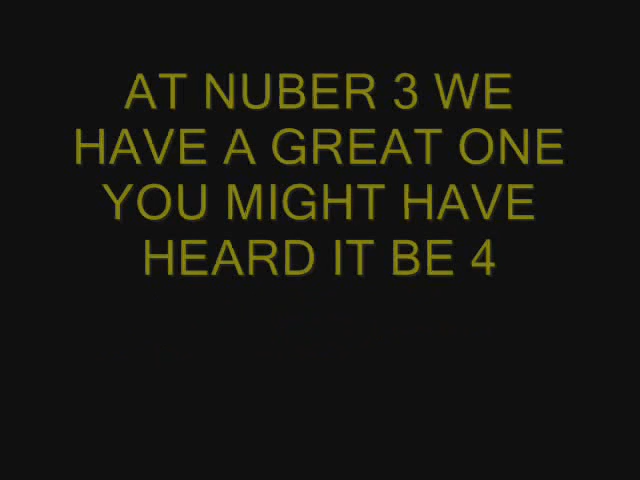 AT NUBER 3 WE
HAVE A GREAT ONE
YOU MIGHT HAVE
HEARD IT BE 4